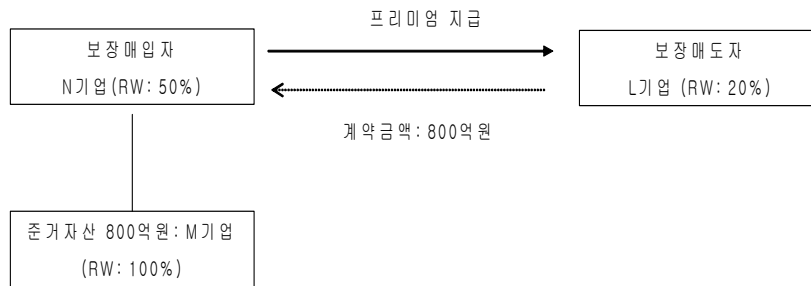 프리미엄 지급
보장매입자
N기업(RW: 50%)
보장매도자
L기업 (RW: 20%)
계약금액: 800억원
준거자산 800억원: M기업
(RW: 100%)